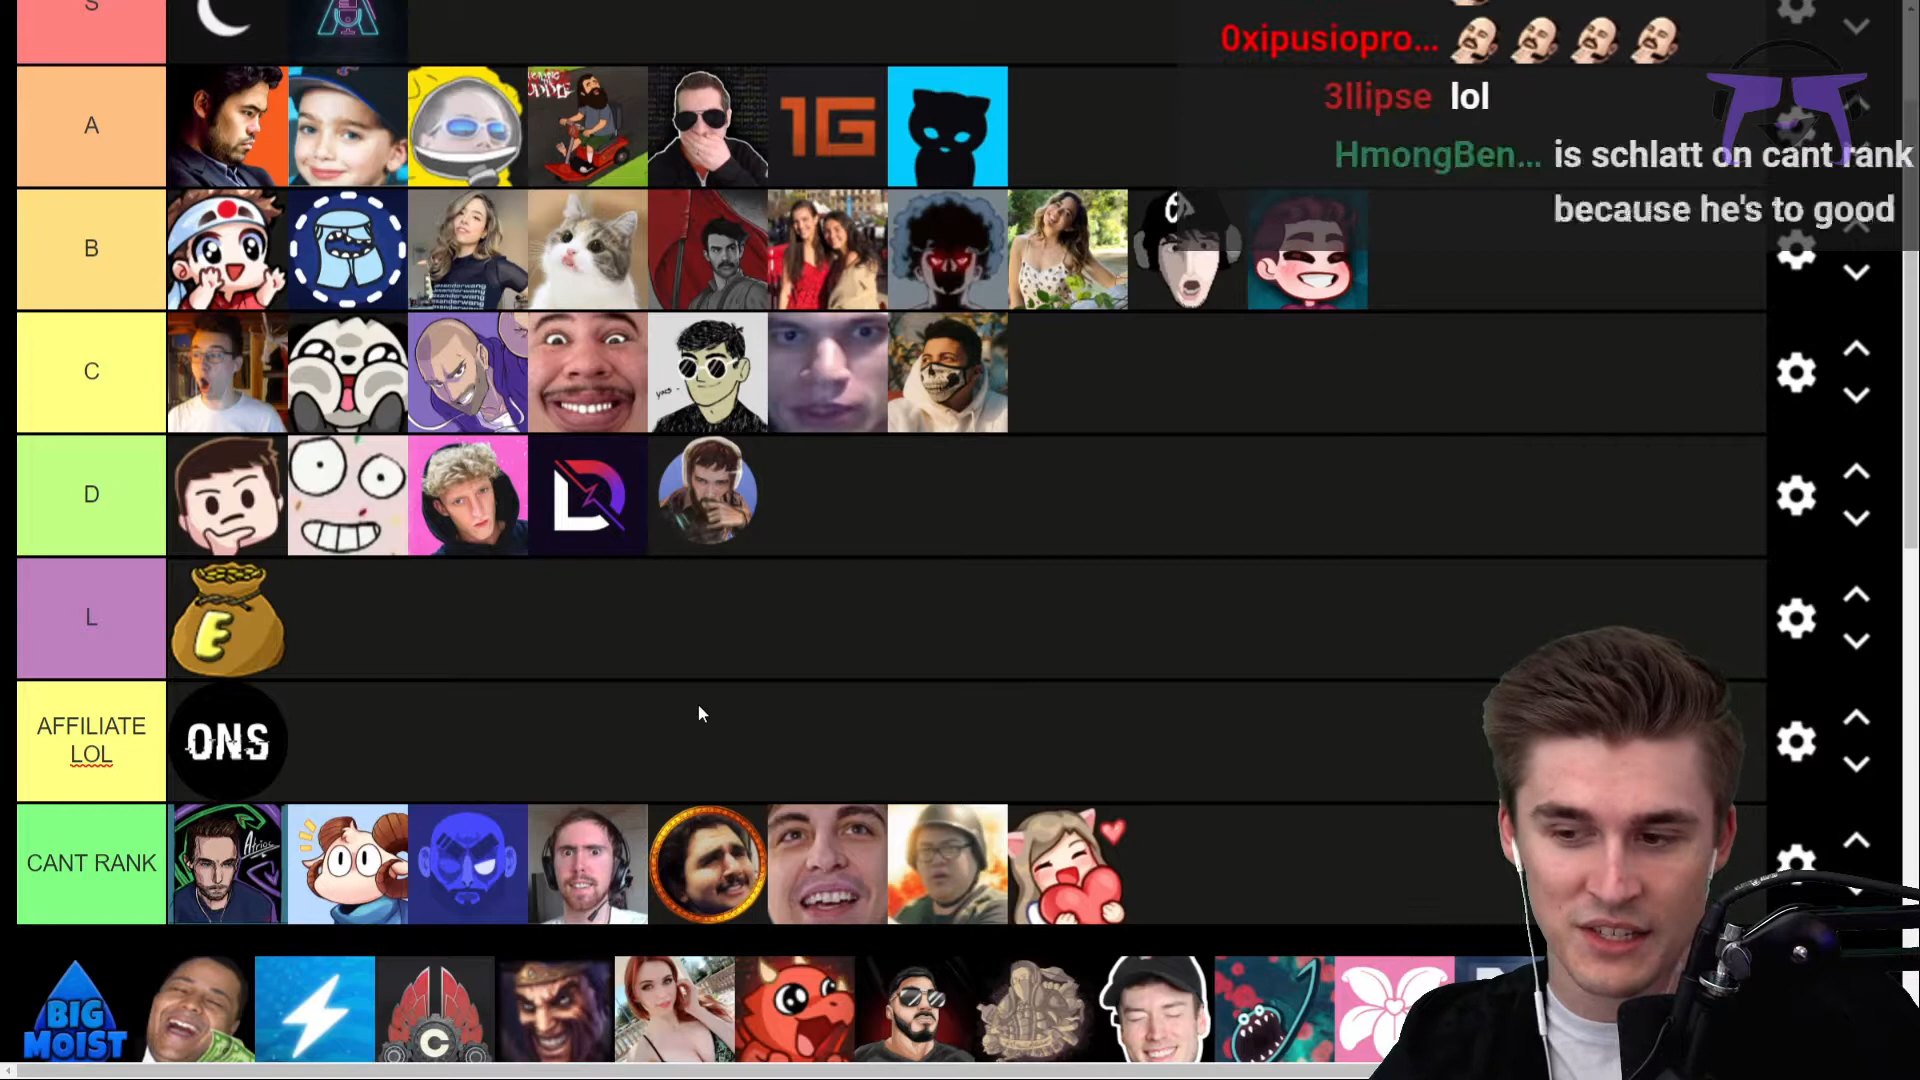 S
0xipusiopro...
3llipse lol
HmongBen... is schlatt on cant rank
because he's to good
A
1G
B
C
D
L
E
AFFILIATE
LOL
ONS
CANT RANK
Atrioc
C
BIG
MOIST